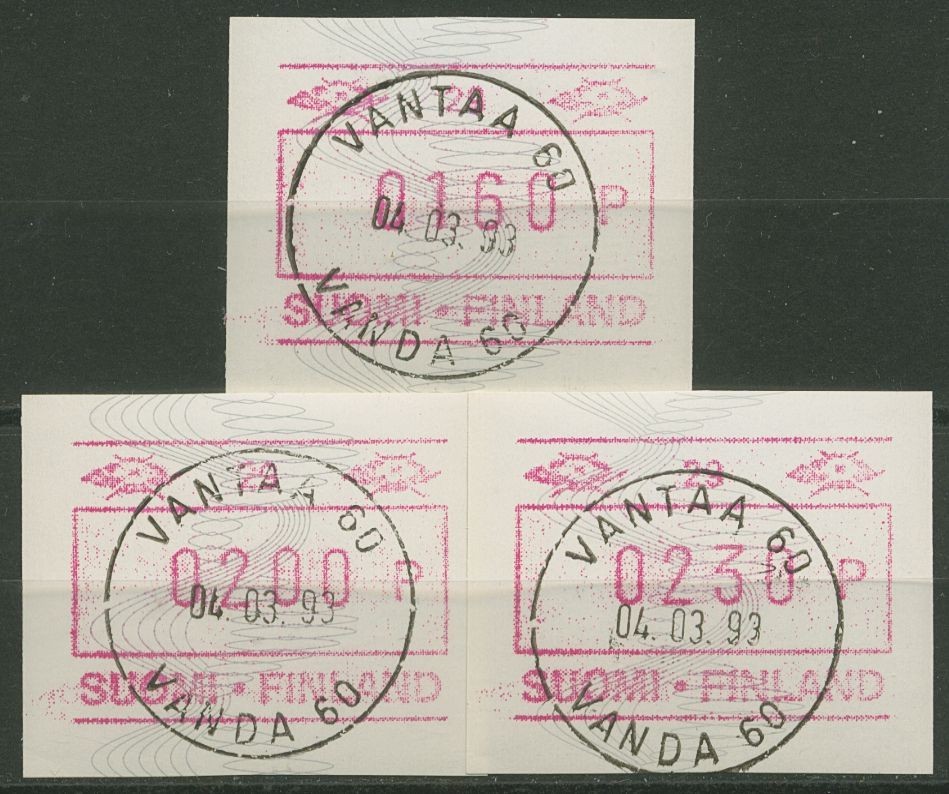 VANTAA 60
0160 P
04. 03. 93
SUOMI • FINLAND
VANDA 60
VANTAA 60
0200 P
04. 03. 93
SUOMI • FINLAND
VANDA 60
23
VANTAA 60
0230 P
04. 03. 93
SUOMI • FINLAND
VANDA 60